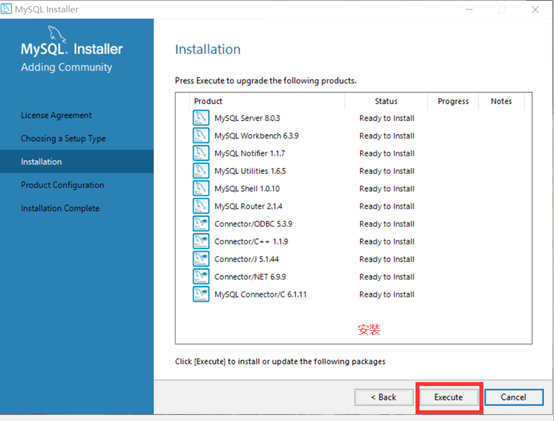 MySQL Installer
MySQL. Installer
Adding Community
License Agreement
Choosing a Setup Type
Installation
Product Configuration
Installation Complete
Installation
Press Execute to upgrade the following products.
Product Status Progress Notes
MySQL Server 8.0.3 Ready to Install
MySQL Workbench 6.3.9 Ready to Install
MySQL Notifier 1.1.7 Ready to Install
MySQL Utilities 1.6.5 Ready to Install
MySQL Shell 1.0.10 Ready to Install
MySQL Router 2.1.4 Ready to Install
Connector/ODBC 5.3.9 Ready to Install
Connector/C++ 1.1.9 Ready to Install
Connector/J 5.1.44 Ready to Install
Connector/NET 6.9.9 Ready to Install
MySQL Connector/C 6.1.11 Ready to Install
安装
Click [Execute] to install or update the following packages
< Back Execute Cancel